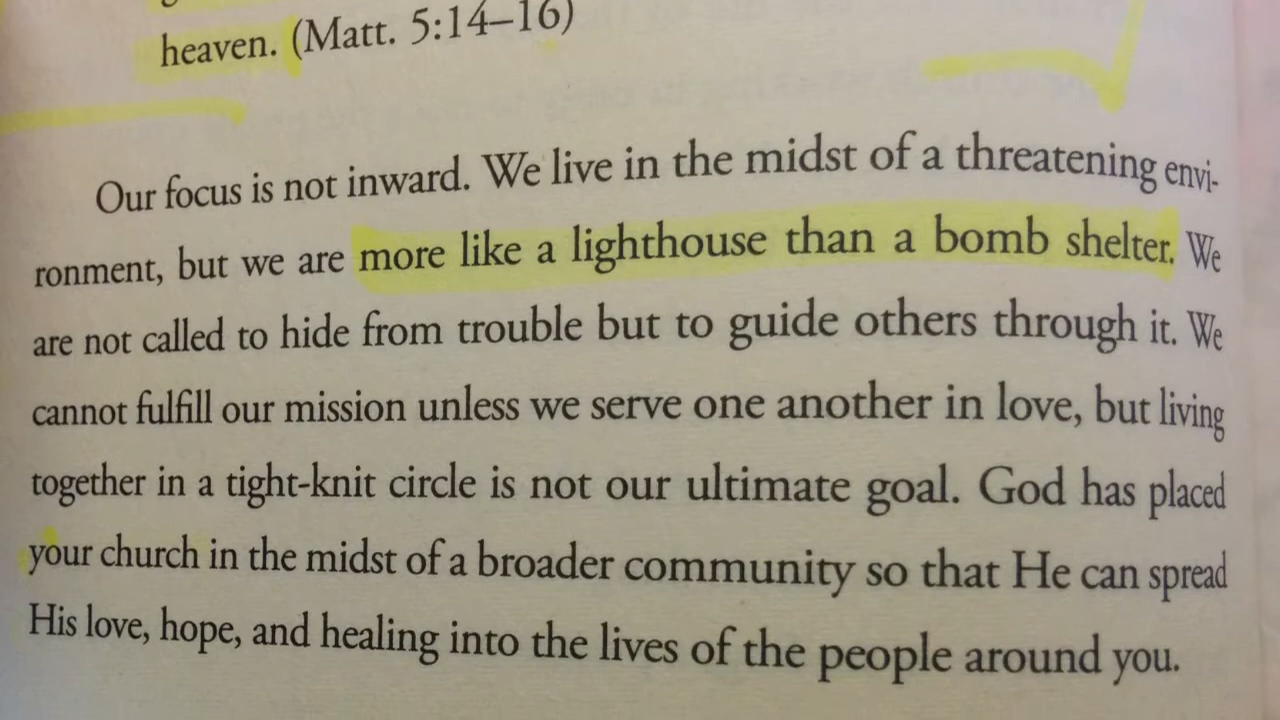 heaven. (Matt. 5:14–16)
Our focus is not inward. We live in the midst of a threatening envi-
ronment, but we are more like a lighthouse than a bomb shelter. We
are not called to hide from trouble but to guide others through it. We
cannot fulfill our mission unless we serve one another in love, but living
together in a tight-knit circle is not our ultimate goal. God has placed
your church in the midst of a broader community so that He can spread
His love, hope, and healing into the lives of the people around you.